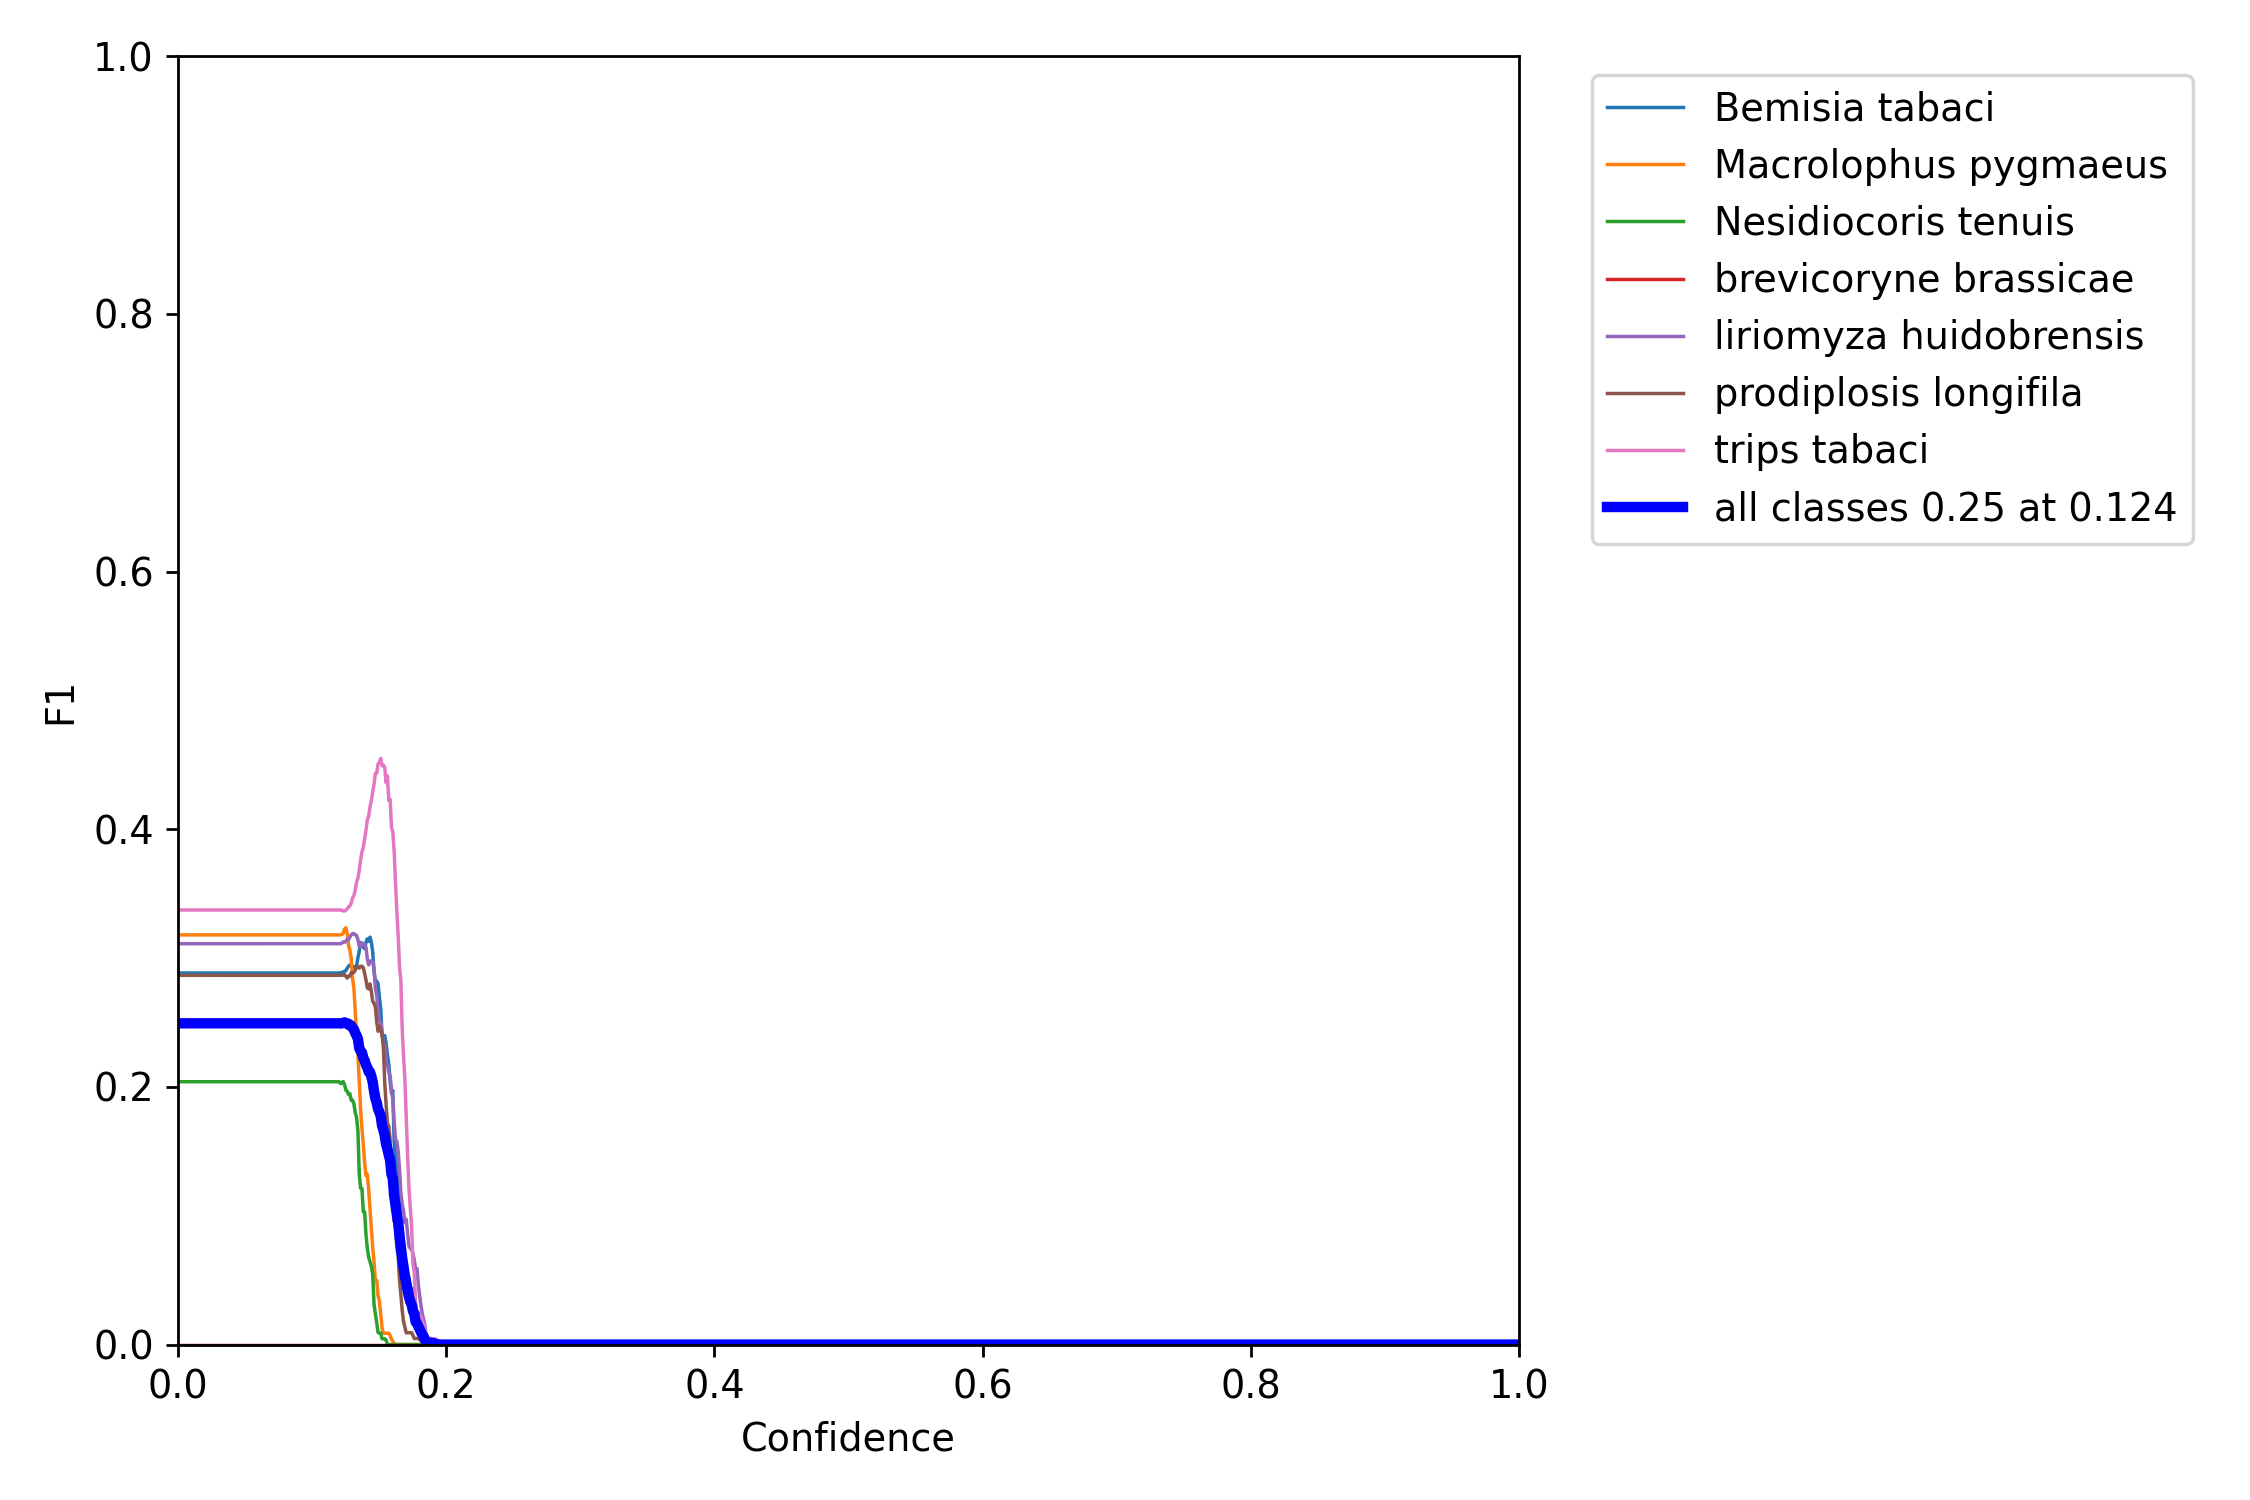 1.0
0.8
0.6
0.4
0.2
0.0
F1
0.0 0.2 0.4 0.6 0.8 1.0
Confidence
Bemisia tabaci
Macrolophus pygmaeus
Nesidiocoris tenuis
brevicoryne brassicae
liriomyza huidobrensis
prodiplosis longifila
trips tabaci
all classes 0.25 at 0.124